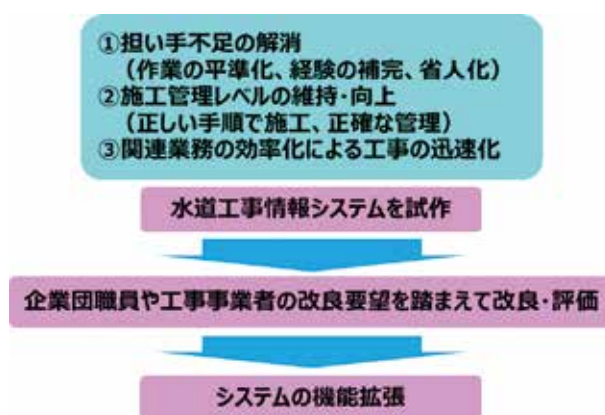 ①担い手不足の解消
（作業の平準化、経験の補完、省人化）
②施工管理レベルの維持・向上
（正しい手順で施工、正確な管理）
③関連業務の効率化による工事の迅速化
水道工事情報システムを試作
企業団職員や工事事業者の改良要望を踏まえて改良・評価
システムの機能拡張